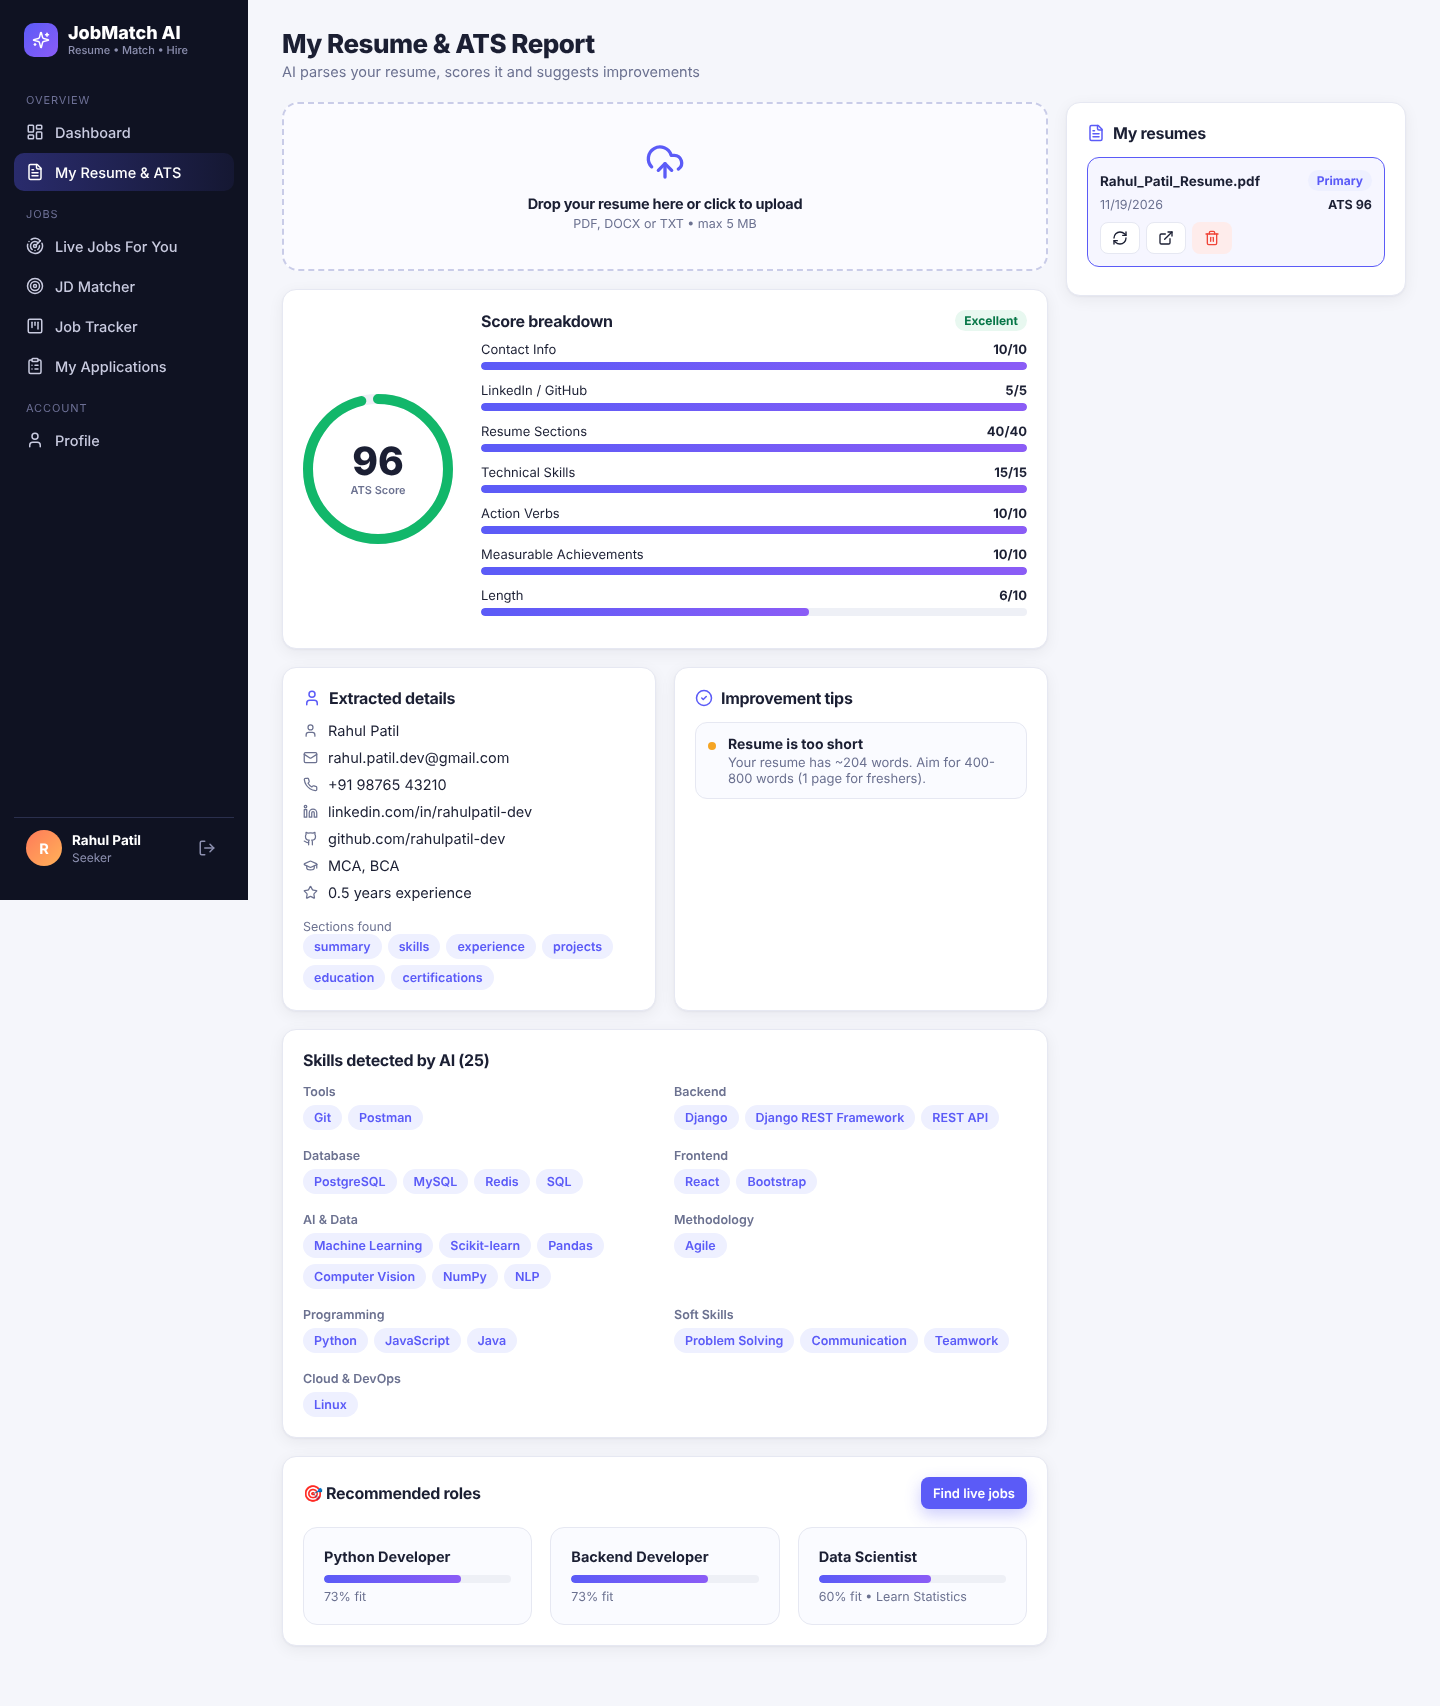 JobMatch AI
Resume • Match • Hire
OVERVIEW
Dashboard
My Resume & ATS
JOBS
Live Jobs For You
JD Matcher
Job Tracker
My Applications
ACCOUNT
Profile
R
Rahul Patil
Seeker
My Resume & ATS Report
AI parses your resume, scores it and suggests improvements
Drop your resume here or click to upload
PDF, DOCX or TXT • max 5 MB
My resumes
Rahul_Patil_Resume.pdf Primary
11/19/2026 ATS 96
96
ATS Score
Score breakdown Excellent
Contact Info 10/10
LinkedIn / GitHub 5/5
Resume Sections 40/40
Technical Skills 15/15
Action Verbs 10/10
Measurable Achievements 10/10
Length 6/10
Extracted details
Rahul Patil
rahul.patil.dev@gmail.com
+91 98765 43210
linkedin.com/in/rahulpatil-dev
github.com/rahulpatil-dev
MCA, BCA
0.5 years experience
Sections found
summary skills experience projects
education certifications
Improvement tips
Resume is too short
Your resume has ~204 words. Aim for 400-
800 words (1 page for freshers).
Skills detected by AI (25)
Tools
Git Postman
Backend
Django Django REST Framework REST API
Database
PostgreSQL MySQL Redis SQL
Frontend
React Bootstrap
AI & Data
Machine Learning Scikit-learn Pandas
Computer Vision NumPy NLP
Methodology
Agile
Programming
Python JavaScript Java
Soft Skills
Problem Solving Communication Teamwork
Cloud & DevOps
Linux
🎯 Recommended roles
Find live jobs
Python Developer
73% fit
Backend Developer
73% fit
Data Scientist
60% fit • Learn Statistics